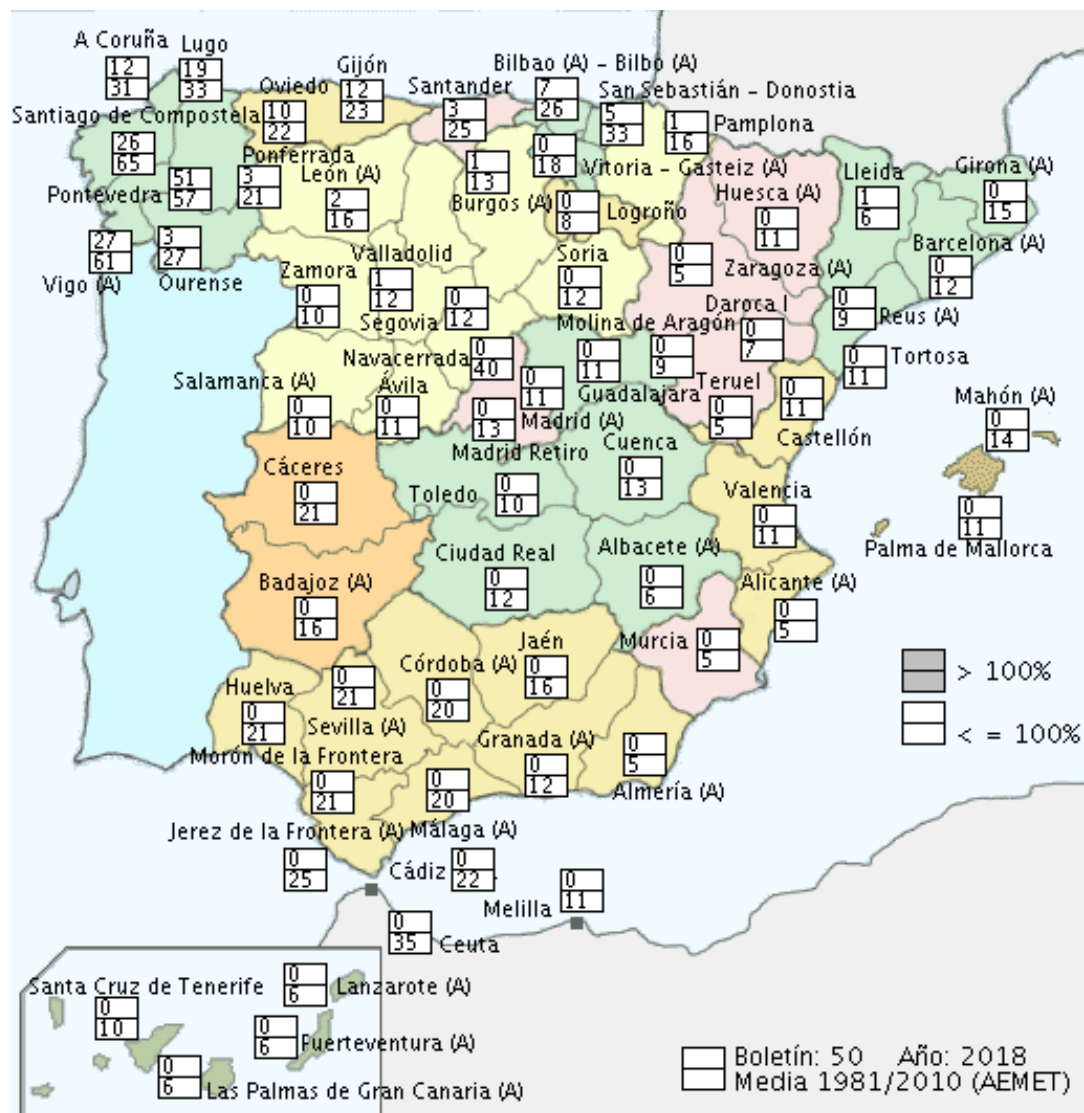 A Coruña
12
31
Lugo
19
33
Oviedo
10
22
Gijón
12
23
Santander
3
25
Bilbao (A) - Bilbo (A)
7
26
San Sebastián - Donostia
5
33
Pamplona
1
16
Santiago de Compostela
26
65
Pontevedra
51
57
Ponferrada
3
21
León (A)
2
16
Burgos (A)
1
13
Vitoria - Gasteiz (A)
0
18
Logroño
0
8
Huesca (A)
0
11
Lleida
1
6
Girona (A)
0
15
Vigo (A)
27
61
Ourense
3
27
Zamora
0
10
Valladolid
1
12
Soria
0
12
Zaragoza (A)
0
5
Barcelona (A)
0
12
Segovia
0
12
Molina de Aragón
0
9
Daroca I
0
7
Reus (A)
0
9
Navacerrada
0
40
Guadalajara
0
11
Tortosa
0
11
Salamanca (A)
0
10
Ávila
0
11
Madrid (A)
0
11
Madrid Retiro
0
13
Teruel
0
5
Castellón
0
11
Mahón (A)
0
14
Cáceres
0
21
Toledo
0
10
Cuenca
0
13
Valencia
0
11
Palma de Mallorca
0
11
Badajoz (A)
0
16
Ciudad Real
0
12
Albacete (A)
0
6
Alicante (A)
0
5
Murcia
0
5
Huelva
0
21
Sevilla (A)
0
21
Córdoba (A)
0
20
Jaén
0
16
Morón de la Frontera
0
21
Granada (A)
0
12
Almería (A)
0
5
Jerez de la Frontera (A)
0
25
Málaga (A)
0
20
Cádiz
0
22
Melilla
0
11
Ceuta
0
35
> 100%
< = 100%
Santa Cruz de Tenerife
0
10
Lanzarote (A)
0
6
Fuerteventura (A)
0
6
Las Palmas de Gran Canaria (A)
0
6
Boletín: 50 Año: 2018
Media 1981/2010 (AEMET)